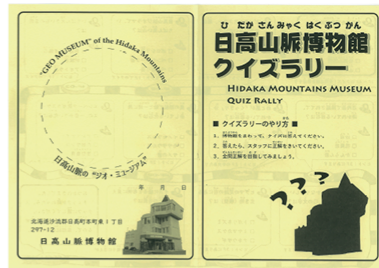 "GEO MUSEUM" of the Hidaka Mountains
日高山脈の "ジオ・ミュージアム"
年 月 日
北海道沙流郡日高町本町東1丁目
297-12
日高山脈博物館
ひ だか さん みゃく はく ぶつ かん
日高山脈博物館
クイズラリー
HIDAKA MOUNTAINS MUSEUM
QUIZ RALLY
■ クイズラリーのやり方 ■
1、博物館をまわって、クイズに答えてください。
2、答えたら、スタッフに正解をきいてください。
3、全問正解を目指してみましょう。
???